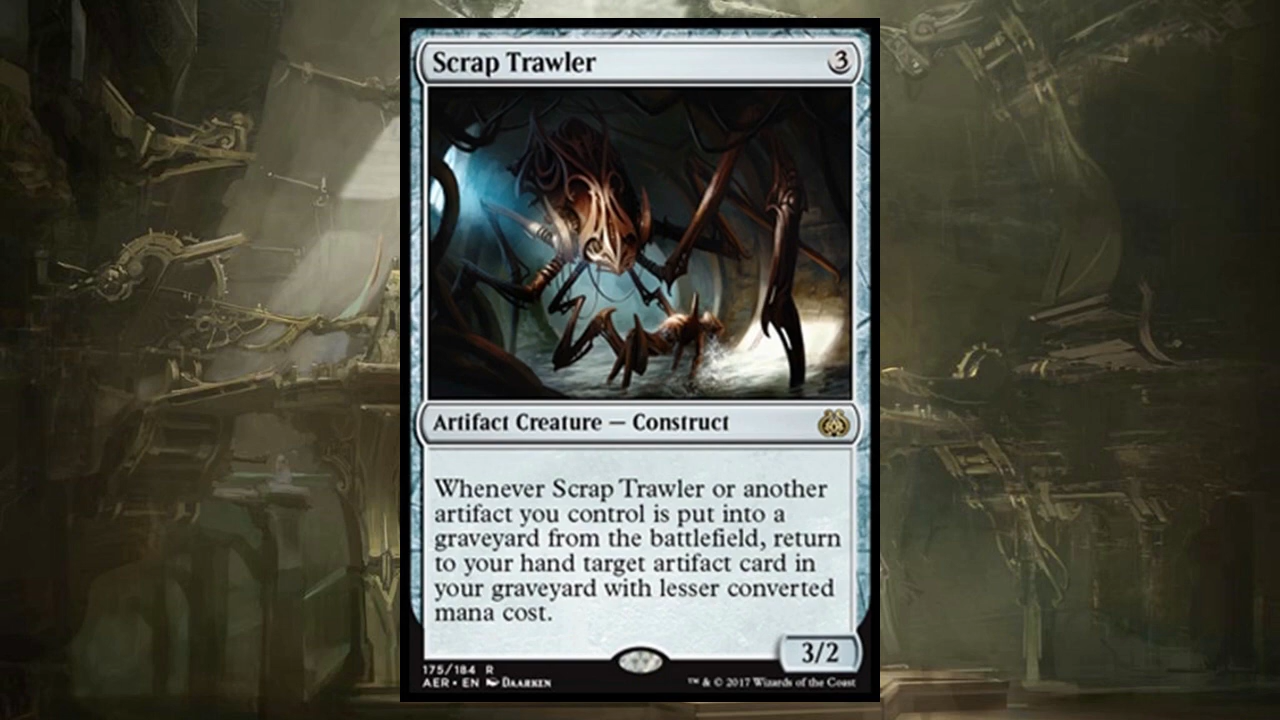 Scrap Trawler 3
Artifact Creature — Construct
Whenever Scrap Trawler or another
artifact you control is put into a
graveyard from the battlefield, return
to your hand target artifact card in
your graveyard with lesser converted
mana cost.
3/2
175/184 R
AER • EN DAARKEN
™ & © 2017 Wizards of the Coast